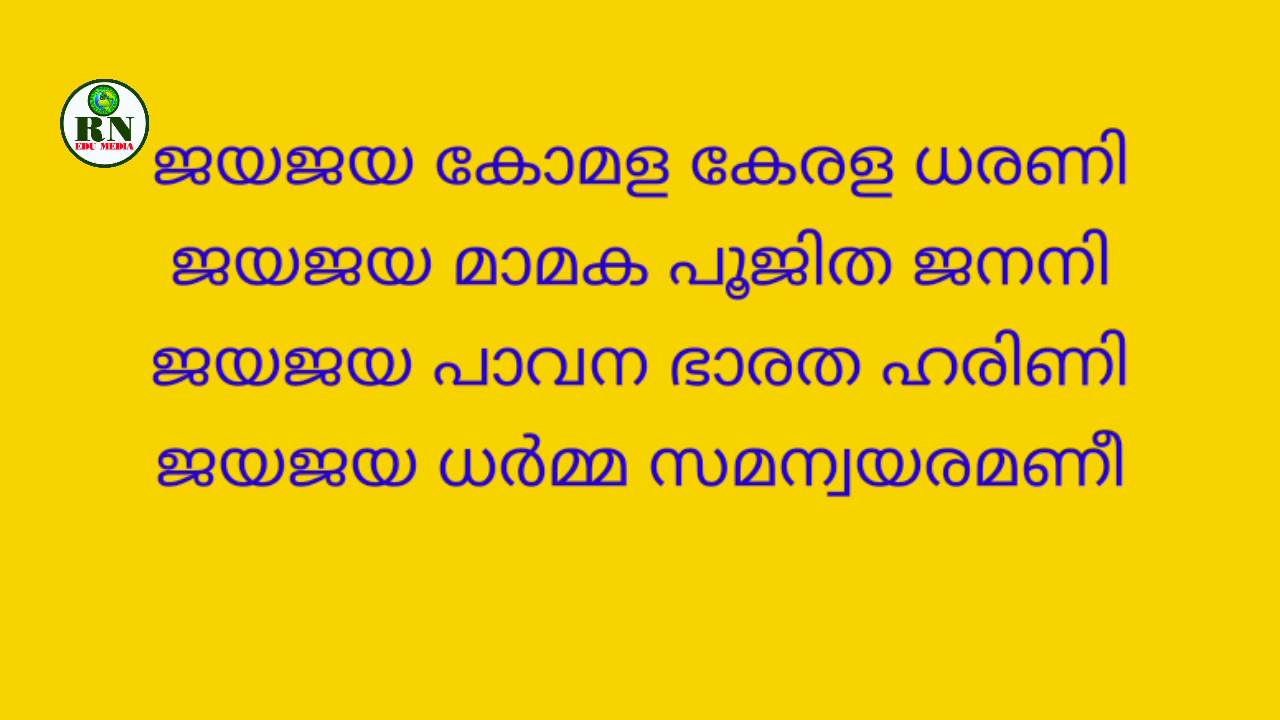 RN
EDU MEDIA
ജയജയ കോമള കേരള ധരണി
ജയജയ മാമക പൂജിത ജനനി
ജയജയ പാവന ഭാരത ഹരിണി
ജയജയ ധർമ്മ സമന്വയരമണീ